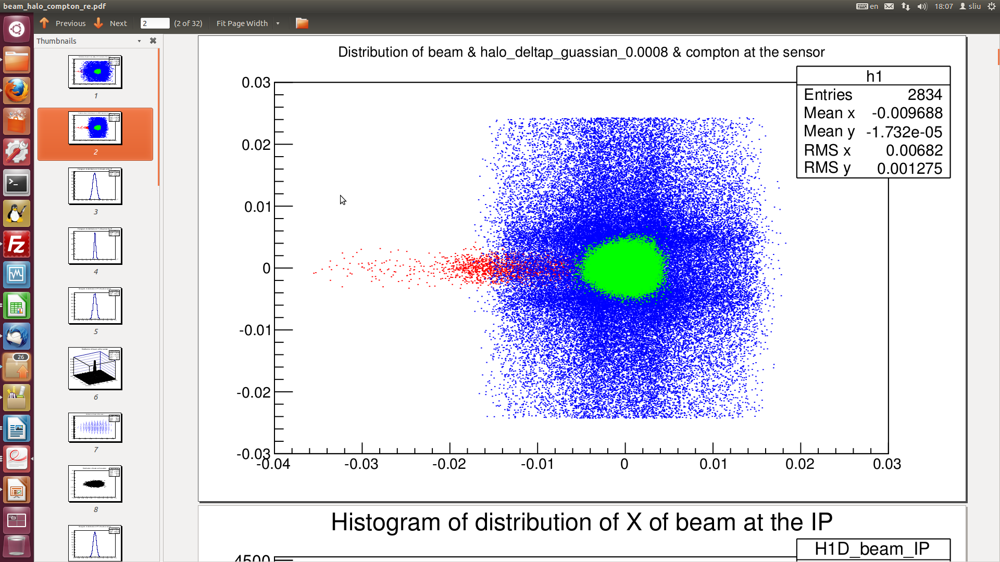 beam_halo_compton_re.pdf
en
18:07
sliu
Previous
Next
2
(2 of 32)
Fit Page Width
Thumbnails
1
2
3
4
5
6
7
8
26
>_
Fz
Distribution of beam & halo_deltap_guassian_0.0008 & compton at the sensor
h1
Entries 2834
Mean x -0.009688
Mean y -1.732e-05
RMS x 0.00682
RMS y 0.001275
0.03
0.02
0.01
0
-0.01
-0.02
-0.03
-0.04 -0.03 -0.02 -0.01 0 0.01 0.02 0.03
Histogram of distribution of X of beam at the IP
H1D_beam_IP
4500